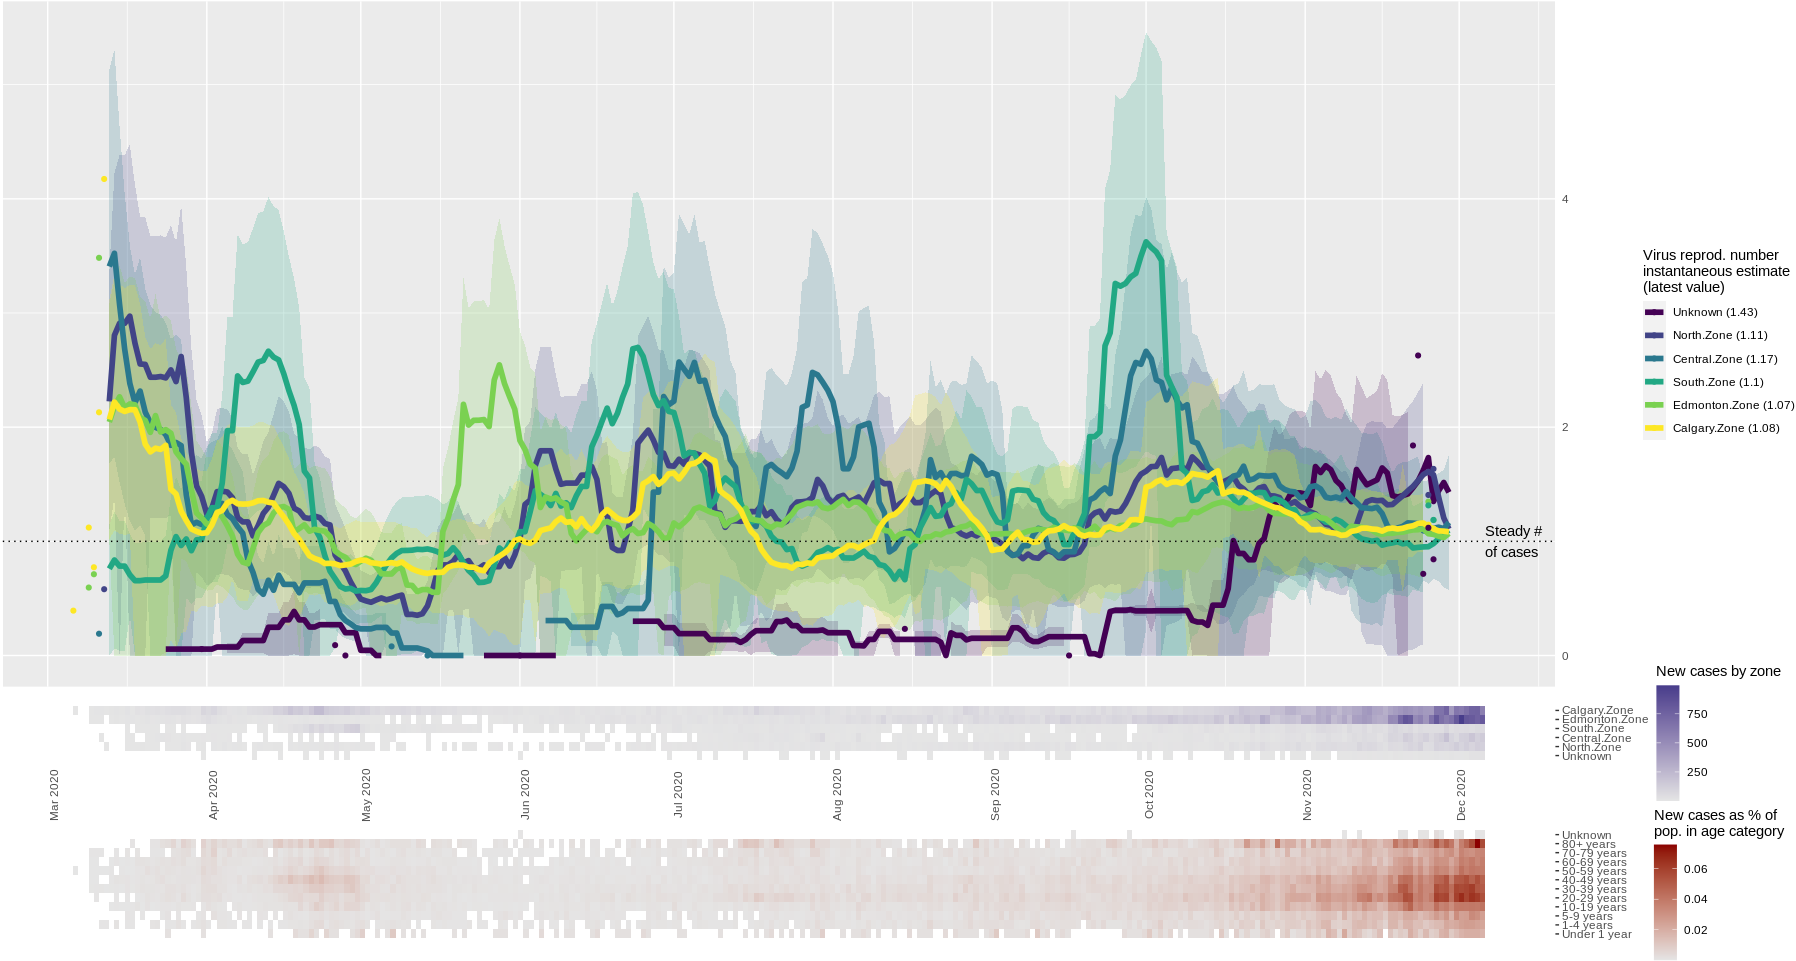 4
2
0
Steady #
of cases
Virus reprod. number
instantaneous estimate
(latest value)
Unknown (1.43)
North.Zone (1.11)
Central.Zone (1.17)
South.Zone (1.1)
Edmonton.Zone (1.07)
Calgary.Zone (1.08)
New cases by zone
750
500
250
Calgary.Zone
Edmonton.Zone
South.Zone
Central.Zone
North.Zone
Unknown
Mar 2020
Apr 2020
May 2020
Jun 2020
Jul 2020
Aug 2020
Sep 2020
Oct 2020
Nov 2020
Dec 2020
New cases as % of
pop. in age category
0.06
0.04
0.02
Unknown
80+ years
70-79 years
60-69 years
50-59 years
40-49 years
30-39 years
20-29 years
10-19 years
5-9 years
1-4 years
Under 1 year